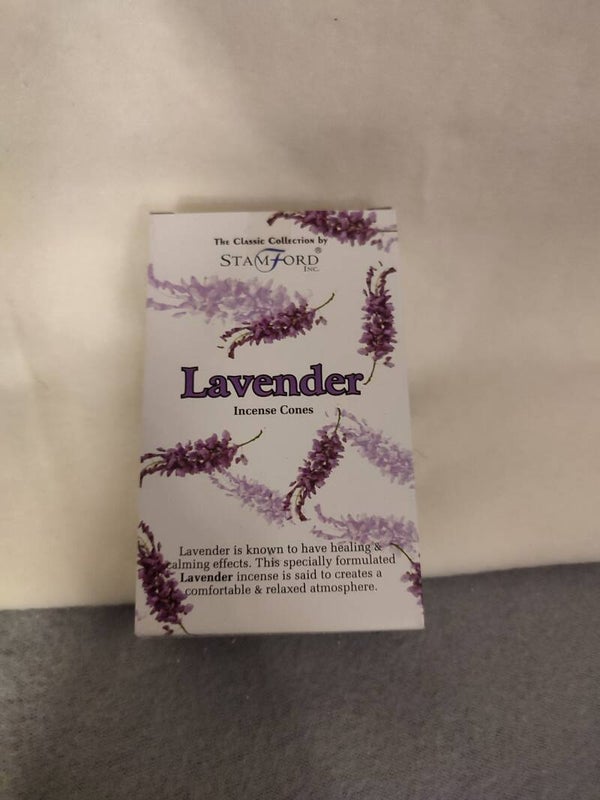 The Classic Collection by
STAMFORD®
INC.
Lavender
Incense Cones
Lavender is known to have healing &
calming effects. This specially formulated
Lavender incense is said to creates a
comfortable & relaxed atmosphere.